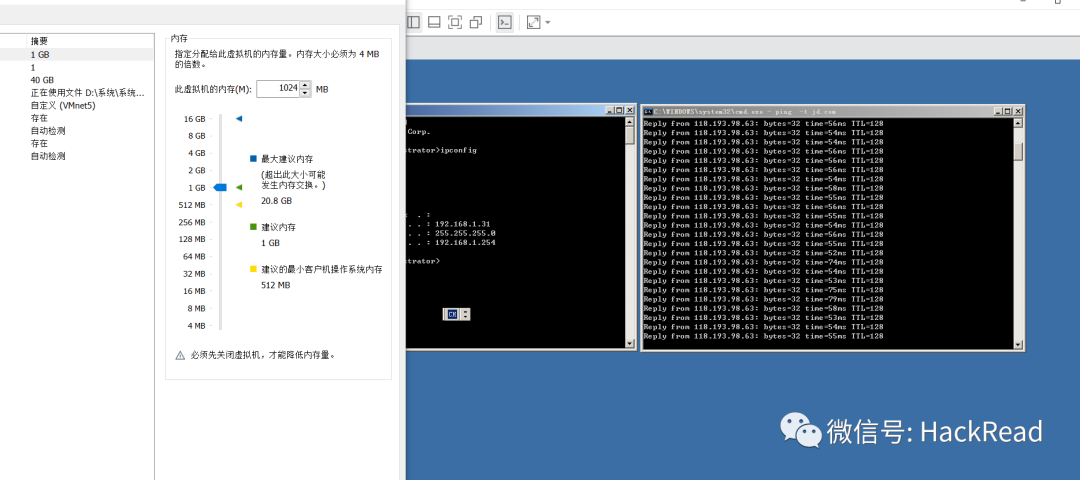 摘要
1 GB
1
40 GB
正在使用文件 D:\系统\系统...
自定义 (VMnet5)
存在
自动检测
存在
自动检测
内存
指定分配给此虚拟机的内存量。内存大小必须为 4 MB
的倍数。
此虚拟机的内存(M): 1024 MB
16 GB
8 GB
4 GB
2 GB
1 GB
512 MB
256 MB
128 MB
64 MB
32 MB
16 MB
8 MB
4 MB
最大建议内存
(超出此大小可能
发生内存交换。)
20.8 GB
建议内存
1 GB
建议的最小客户机操作系统内存
512 MB
必须先关闭虚拟机，才能降低内存量。
Corp.
strator>ipconfig
: . :
. . : 192.168.1.31
. . : 255.255.255.0
. . : 192.168.1.254
strator>
CH
C:\WINDOWS\system32\cmd.exe - ping -t jd.com
Reply from 118.193.98.63: bytes=32 time=56ms TTL=128
Reply from 118.193.98.63: bytes=32 time=54ms TTL=128
Reply from 118.193.98.63: bytes=32 time=54ms TTL=128
Reply from 118.193.98.63: bytes=32 time=56ms TTL=128
Reply from 118.193.98.63: bytes=32 time=56ms TTL=128
Reply from 118.193.98.63: bytes=32 time=56ms TTL=128
Reply from 118.193.98.63: bytes=32 time=54ms TTL=128
Reply from 118.193.98.63: bytes=32 time=58ms TTL=128
Reply from 118.193.98.63: bytes=32 time=55ms TTL=128
Reply from 118.193.98.63: bytes=32 time=56ms TTL=128
Reply from 118.193.98.63: bytes=32 time=55ms TTL=128
Reply from 118.193.98.63: bytes=32 time=54ms TTL=128
Reply from 118.193.98.63: bytes=32 time=56ms TTL=128
Reply from 118.193.98.63: bytes=32 time=55ms TTL=128
Reply from 118.193.98.63: bytes=32 time=52ms TTL=128
Reply from 118.193.98.63: bytes=32 time=74ms TTL=128
Reply from 118.193.98.63: bytes=32 time=54ms TTL=128
Reply from 118.193.98.63: bytes=32 time=53ms TTL=128
Reply from 118.193.98.63: bytes=32 time=75ms TTL=128
Reply from 118.193.98.63: bytes=32 time=79ms TTL=128
Reply from 118.193.98.63: bytes=32 time=58ms TTL=128
Reply from 118.193.98.63: bytes=32 time=53ms TTL=128
Reply from 118.193.98.63: bytes=32 time=54ms TTL=128
Reply from 118.193.98.63: bytes=32 time=55ms TTL=128
微信号: HackRead